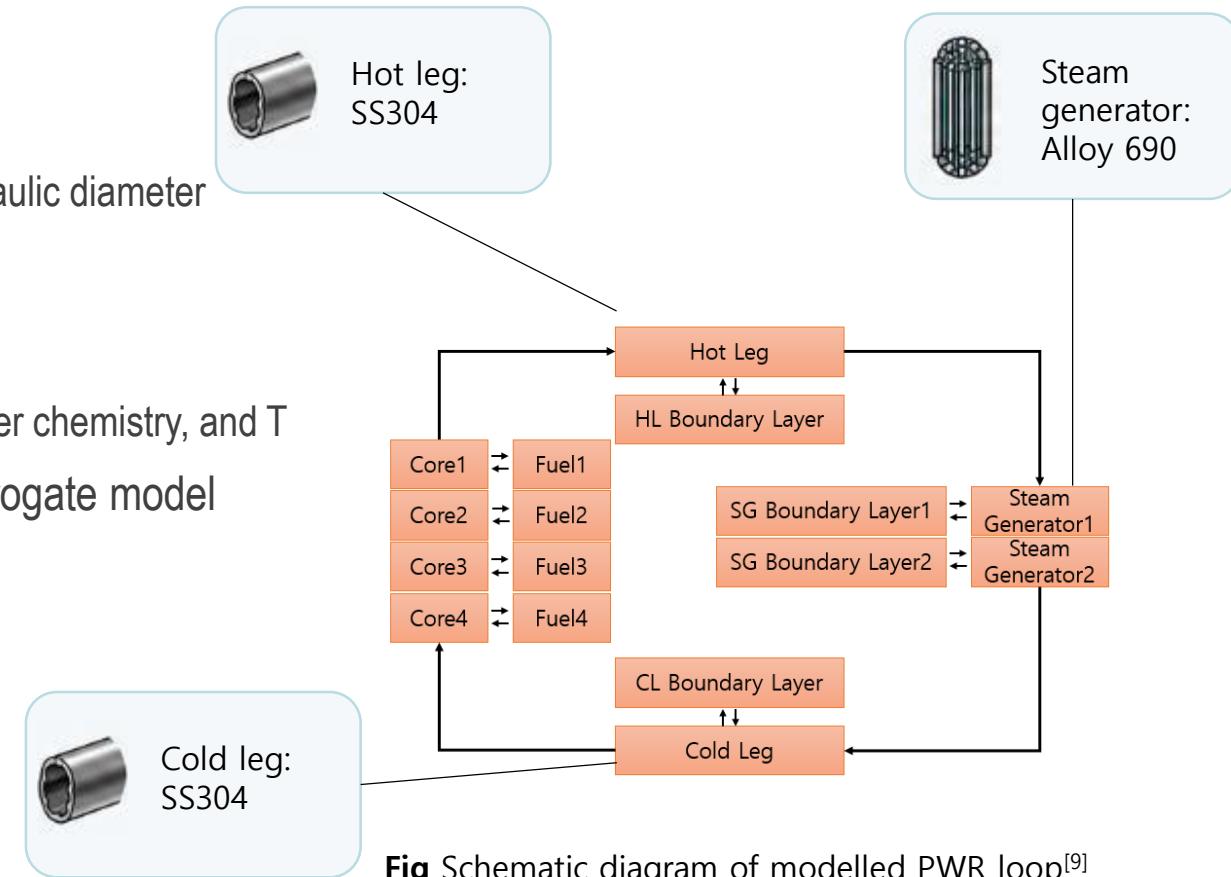 Hot leg:
SS304
Steam
generator:
Alloy 690
aulic diameter
er chemistry, and T
rogate model
Hot Leg
HL Boundary Layer
Core1
Fuel1
Core2
Fuel2
Core3
Fuel3
Core4
Fuel4
SG Boundary Layer1
Steam
Generator1
SG Boundary Layer2
Steam
Generator2
CL Boundary Layer
Cold Leg
Cold leg:
SS304
Fig Schematic diagram of modelled PWR loop[9]